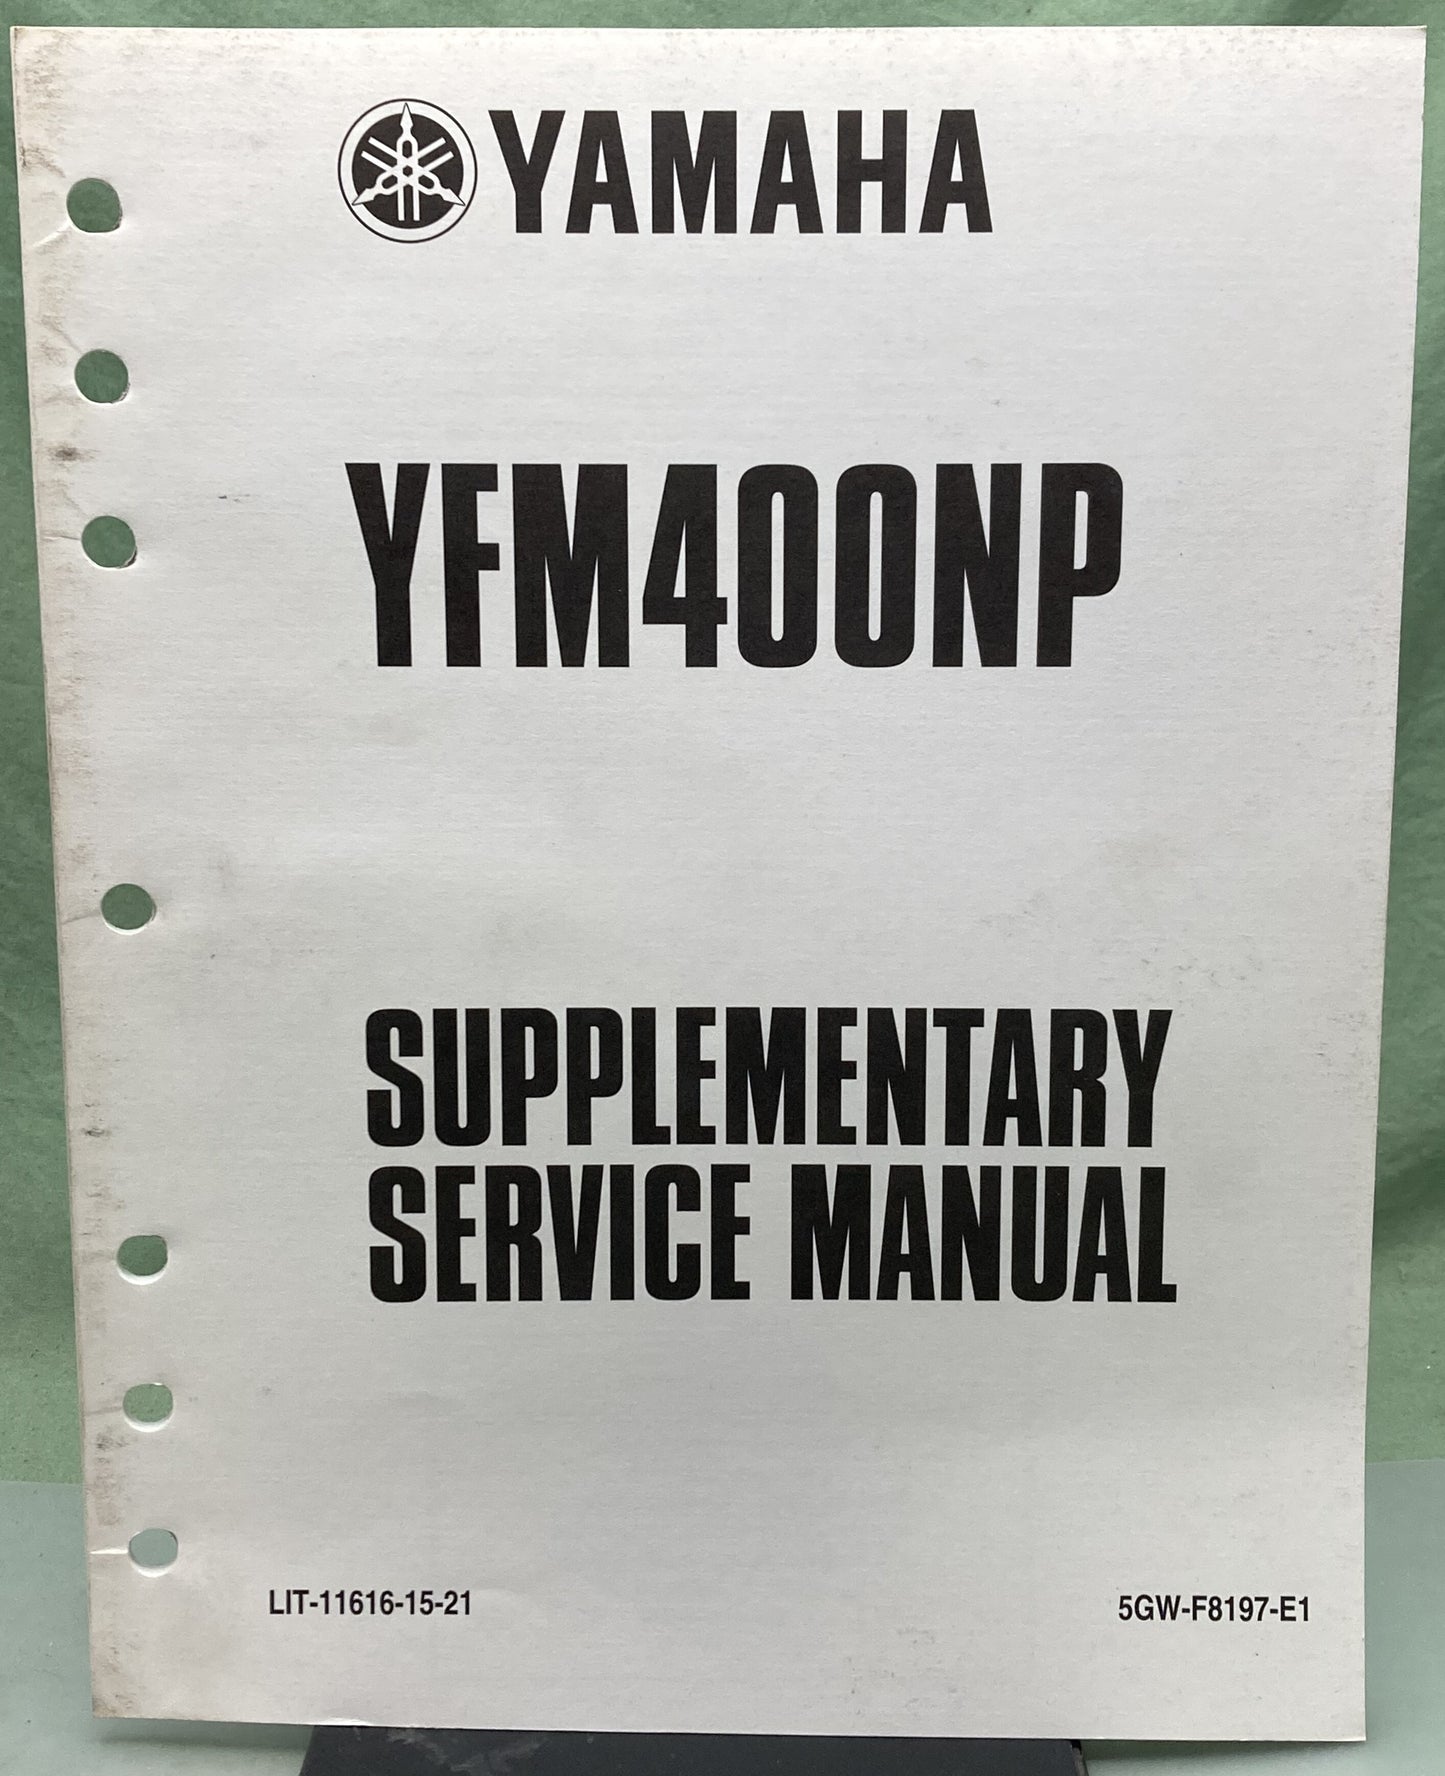 YAMAHA
YFM400NP
SUPPLEMENTARY
SERVICE MANUAL
LIT-11616-15-21
5GW-F8197-E1